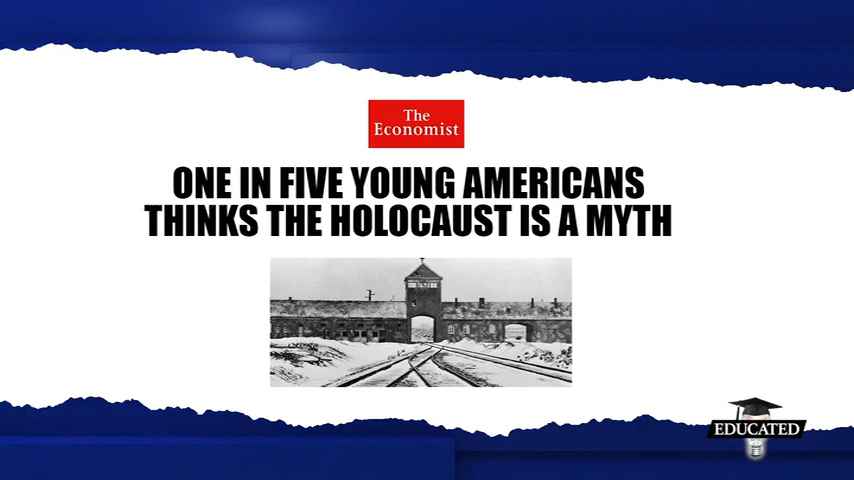 The
Economist
ONE IN FIVE YOUNG AMERICANS
THINKS THE HOLOCAUST IS A MYTH
EDUCATED